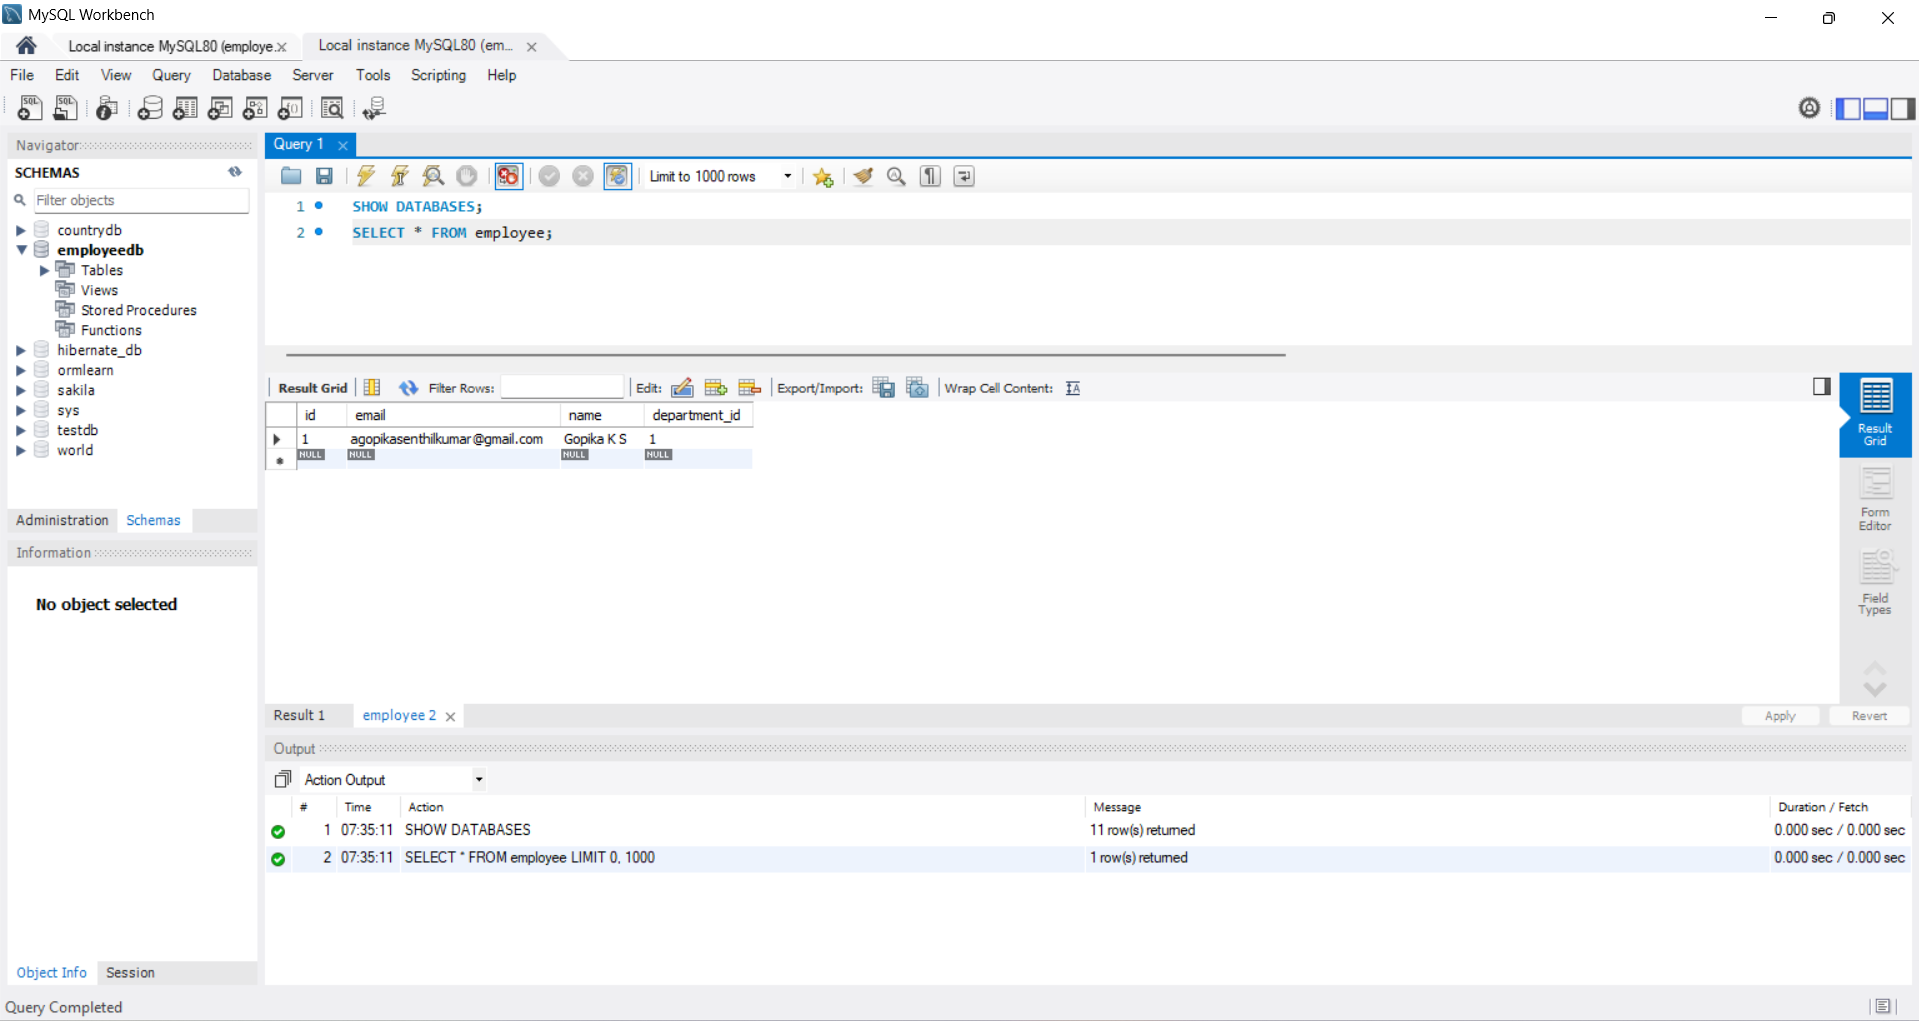 MySQL Workbench
Local instance MySQL80 (employe.
Local instance MySQL80 (em...
File Edit View Query Database Server Tools Scripting Help
Navigator
SCHEMAS
Filter objects
countrydb
employeedb
Tables
Views
Stored Procedures
Functions
hibernate_db
ormlearn
sakila
sys
testdb
world
Administration Schemas
Information
No object selected
Object Info Session
Query 1
Limit to 1000 rows
1 SHOW DATABASES;
2 SELECT * FROM employee;
Result Grid Filter Rows: Edit: Export/Import: Wrap Cell Content:
id email name department_id
1 agopikasenthilkumar@gmail.com Gopika K S 1
NULL NULL NULL NULL
Result Grid
Form Editor
Field Types
Result 1 employee 2 Apply Revert
Output
Action Output
# Time Action Message Duration / Fetch
1 07:35:11 SHOW DATABASES 11 row(s) returned 0.000 sec / 0.000 sec
2 07:35:11 SELECT * FROM employee LIMIT 0, 1000 1 row(s) returned 0.000 sec / 0.000 sec
Query Completed